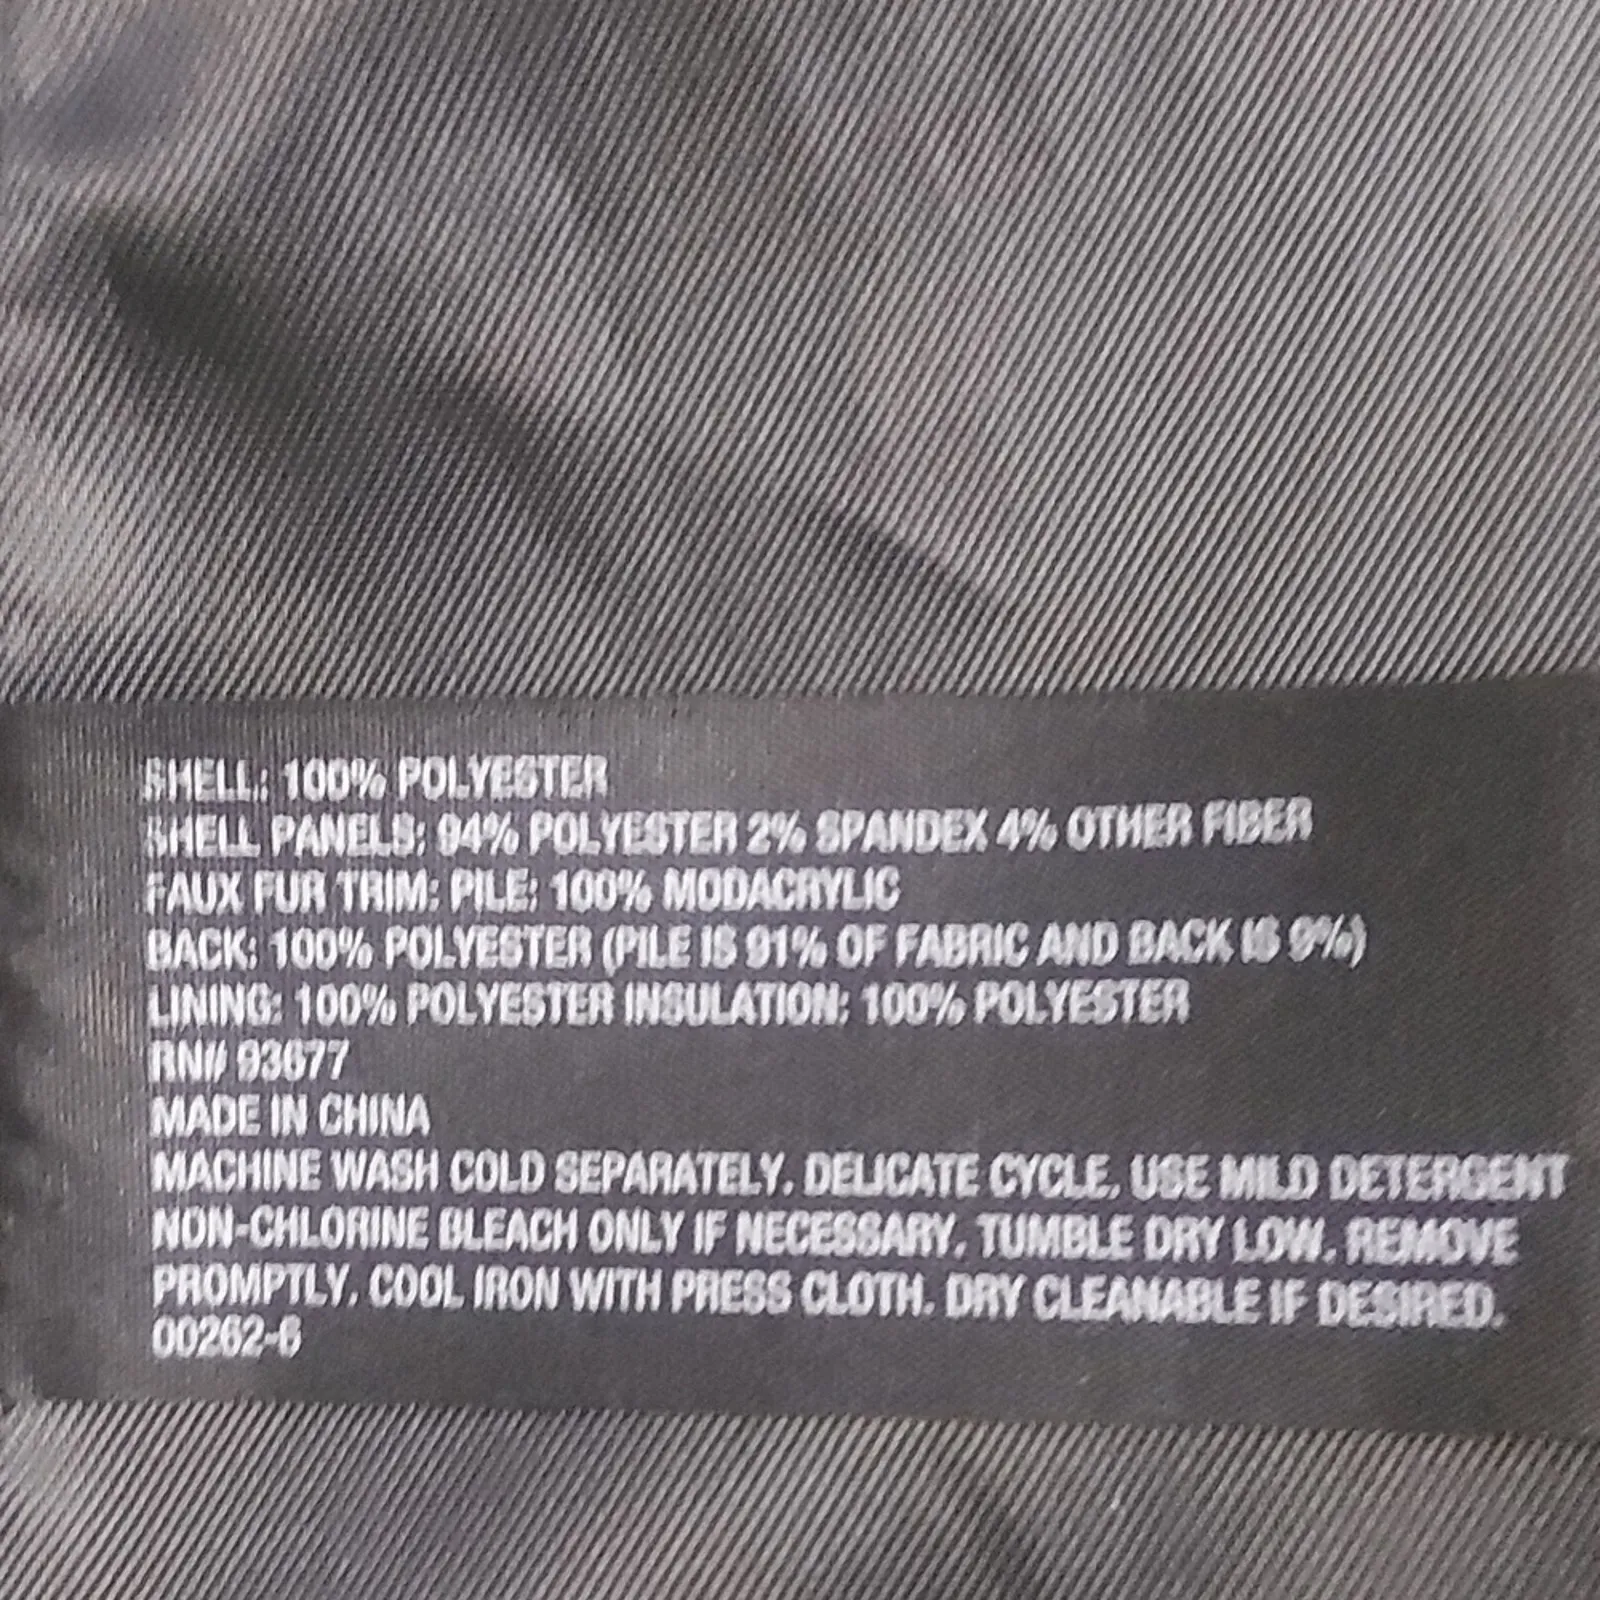 SHELL: 100% POLYESTER
SHELL PANELS: 94% POLYESTER 2% SPANDEX 4% OTHER FIBER
FAUX FUR TRIM: PILE: 100% MODACRYLIC
BACK: 100% POLYESTER (PILE IS 91% OF FABRIC AND BACK IS 9%)
LINING: 100% POLYESTER INSULATION: 100% POLYESTER
RN# 93677
MADE IN CHINA
MACHINE WASH COLD SEPARATELY. DELICATE CYCLE. USE MILD DETERGENT
NON-CHLORINE BLEACH ONLY IF NECESSARY. TUMBLE DRY LOW. REMOVE
PROMPTLY. COOL IRON WITH PRESS CLOTH. DRY CLEANABLE IF DESIRED.
00262-6